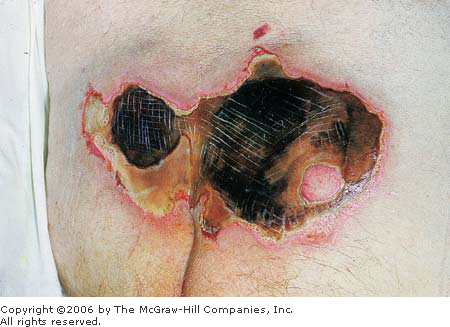 Copyright ©2006 by The McGraw-Hill Companies, Inc.
All rights reserved.